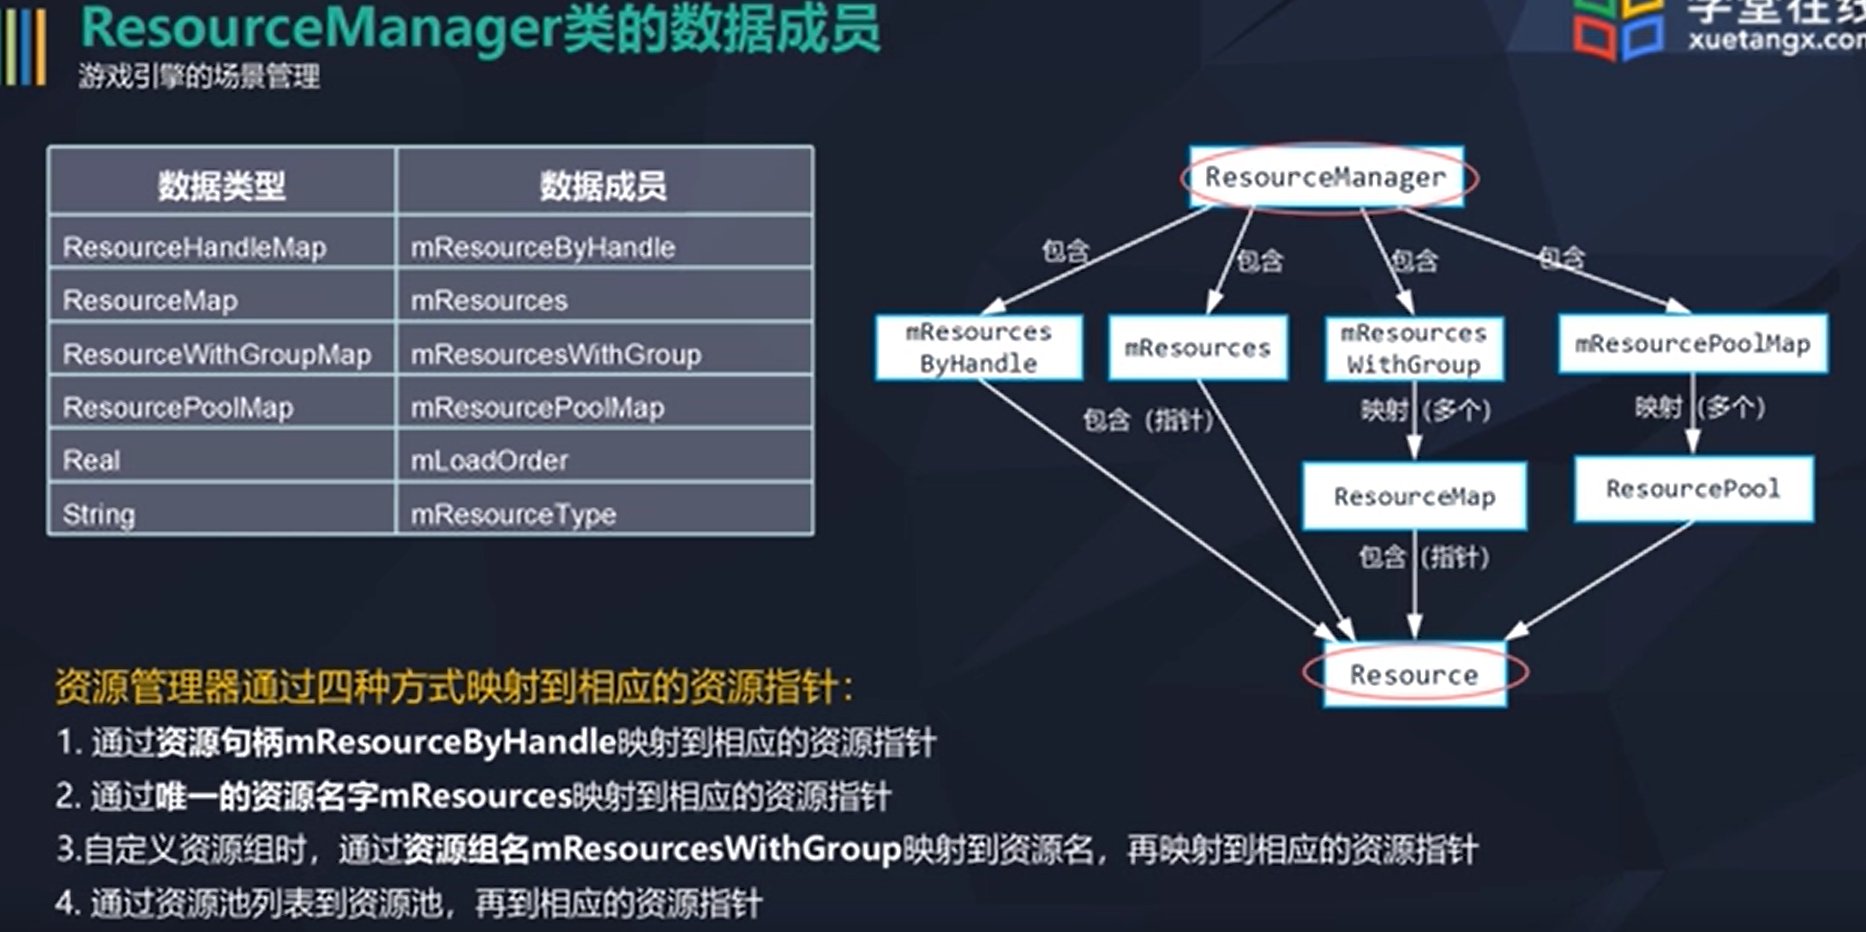 ResourceManager类的数据成员
游戏引擎的场景管理
学堂在线
xuetangx.com
数据类型 数据成员
ResourceHandleMap mResourceByHandle
ResourceMap mResources
ResourceWithGroupMap mResourcesWithGroup
ResourcePoolMap mResourcePoolMap
Real mLoadOrder
String mResourceType
ResourceManager
包含 包含 包含 包含
mResources
ByHandle
mResources
mResources
WithGroup
mResourcePoolMap
包含（指针）
映射（多个）
映射（多个）
ResourceMap
ResourcePool
包含（指针）
Resource
资源管理器通过四种方式映射到相应的资源指针：
1. 通过资源句柄mResourceByHandle映射到相应的资源指针
2. 通过唯一的资源名字mResources映射到相应的资源指针
3.自定义资源组时，通过资源组名mResourcesWithGroup映射到资源名，再映射到相应的资源指针
4. 通过资源池列表到资源池，再到相应的资源指针